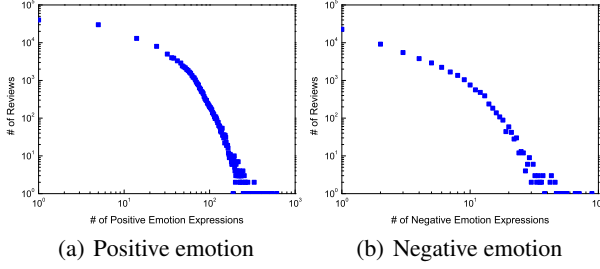 10^5
10^4
10^3
10^2
10^1
10^0
# of Reviews
10^0 10^1 10^2 10^3
# of Positive Emotion Expressions
(a) Positive emotion
10^5
10^4
10^3
10^2
10^1
10^0
# of Reviews
10^0 10^1 10^2
# of Negative Emotion Expressions
(b) Negative emotion